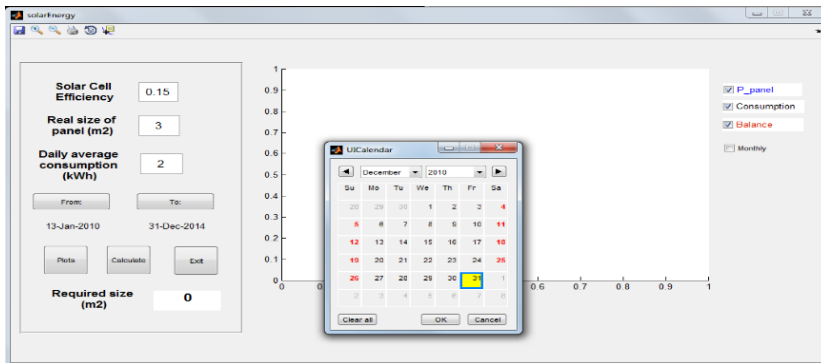 solarEnergy
Solar Cell
Efficiency
0.15
Real size of
panel (m2)
3
Daily average
consumption
(kWh)
2
From:
To:
13-Jan-2010
31-Dec-2014
Plots
Calculate
Exit
Required size
(m2)
0
1
0.9
0.8
0.7
0.6
0.5
0.4
0.3
0.2
0.1
0
0
0.6
0.7
0.8
0.9
1
UICalendar
December
2010
Su Mo Tu We Th Fr Sa
28 29 30 1 2 3 4
5 6 7 8 9 10 11
12 13 14 15 16 17 18
19 20 21 22 23 24 25
26 27 28 29 30 31 1
2 3 4 5 6 7 8
Clear all
OK
Cancel
P_panel
Consumption
Balance
Monthly